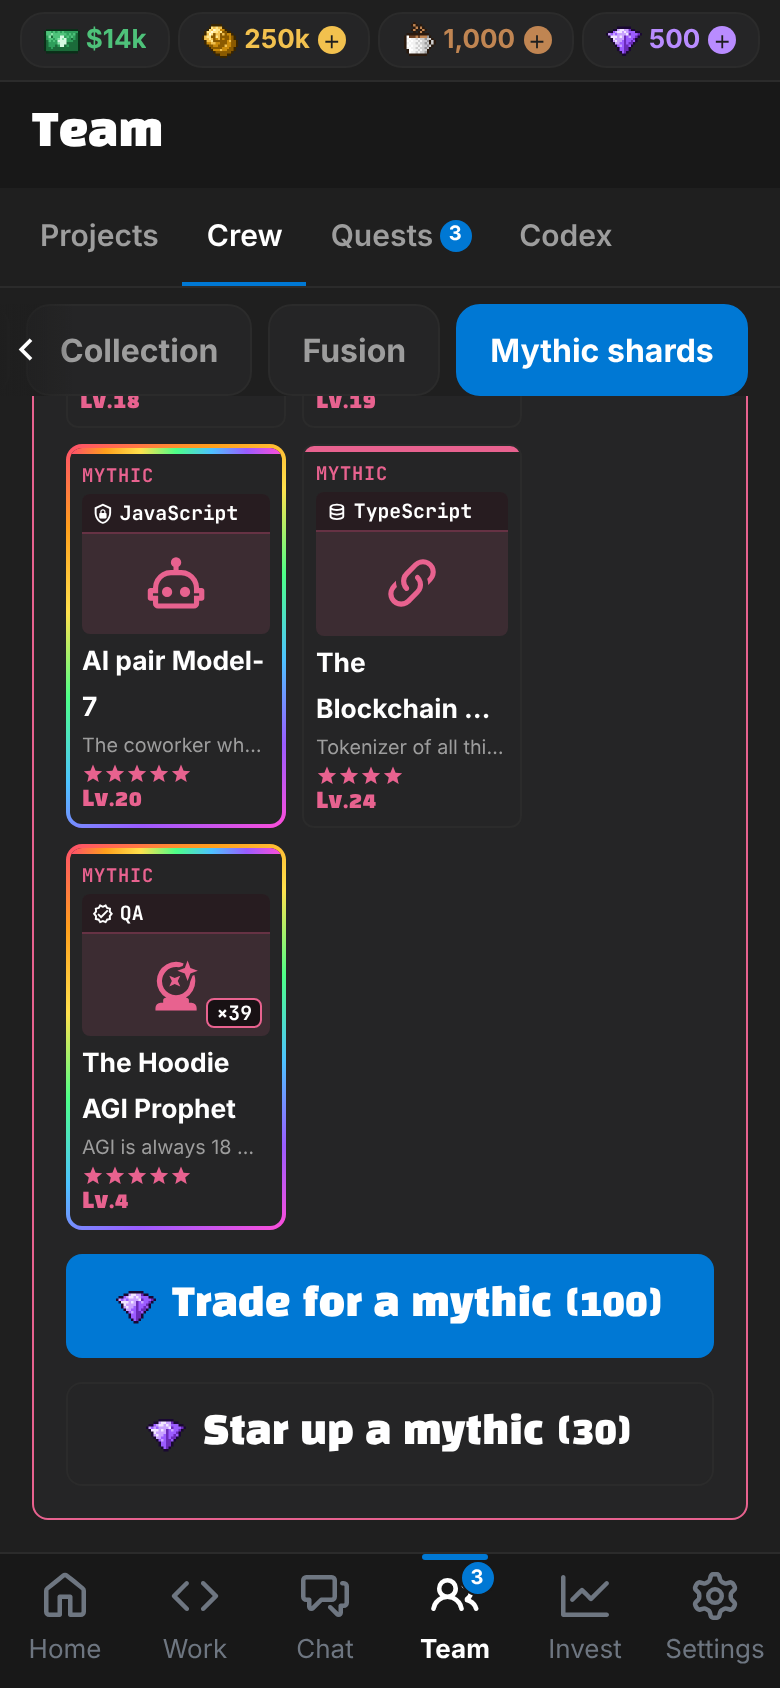 $14k 250k 1,000 500
Team
Projects Crew Quests 3 Codex
Collection Fusion Mythic shards
Lv.18 Lv.19
MYTHIC
JavaScript
AI pair Model-
7
The coworker wh...
★★★★★
Lv.20
MYTHIC
TypeScript
The
Blockchain ...
Tokenizer of all thi...
★★★★
Lv.24
MYTHIC
QA
×39
The Hoodie
AGI Prophet
AGI is always 18 ...
★★★★★
Lv.4
Trade for a mythic (100)
Star up a mythic (30)
3
Home Work Chat Team Invest Settings